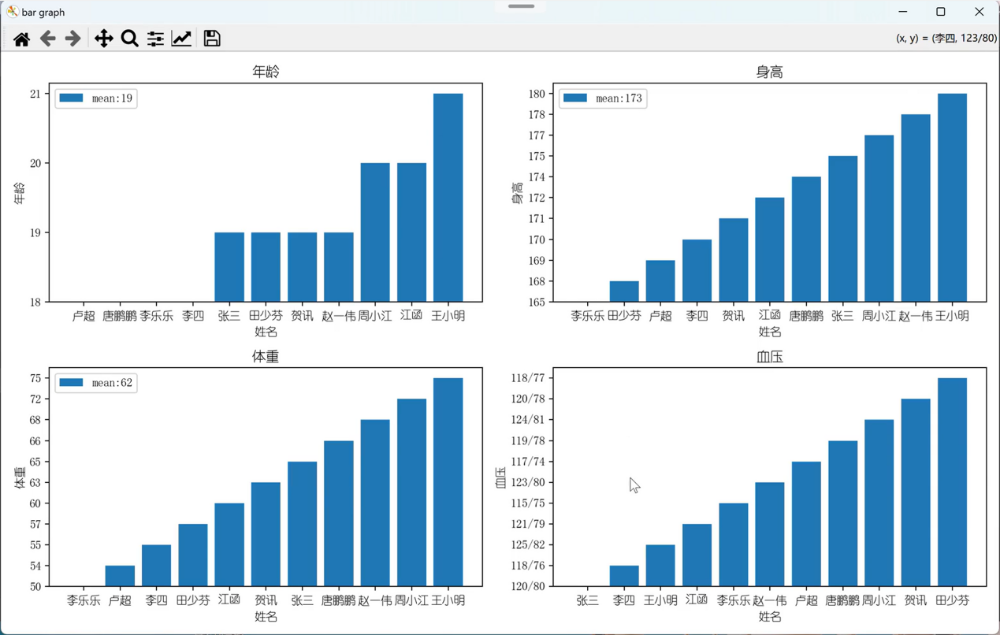 bar graph
(x, y) = (李四, 123/80)
年龄
mean:19
年龄
21
20
19
18
卢超 唐鹏鹏 李乐乐 李四 张三 田少芬 贺讯 赵一伟 周小江 江函 王小明
姓名
身高
mean:173
身高
180
178
177
175
174
172
171
170
169
168
165
李乐乐 田少芬 卢超 李四 贺讯 江函 唐鹏鹏 张三 周小江 赵一伟 王小明
姓名
体重
mean:62
体重
75
72
68
66
65
63
60
57
55
54
50
李乐乐 卢超 李四 田少芬 江函 贺讯 张三 唐鹏鹏 赵一伟 周小江 王小明
姓名
血压
血压
118/77
120/78
124/81
119/78
117/74
123/80
115/75
121/79
125/82
118/76
120/80
张三 李四 王小明 江函 李乐乐 赵一伟 卢超 唐鹏鹏 周小江 贺讯 田少芬
姓名